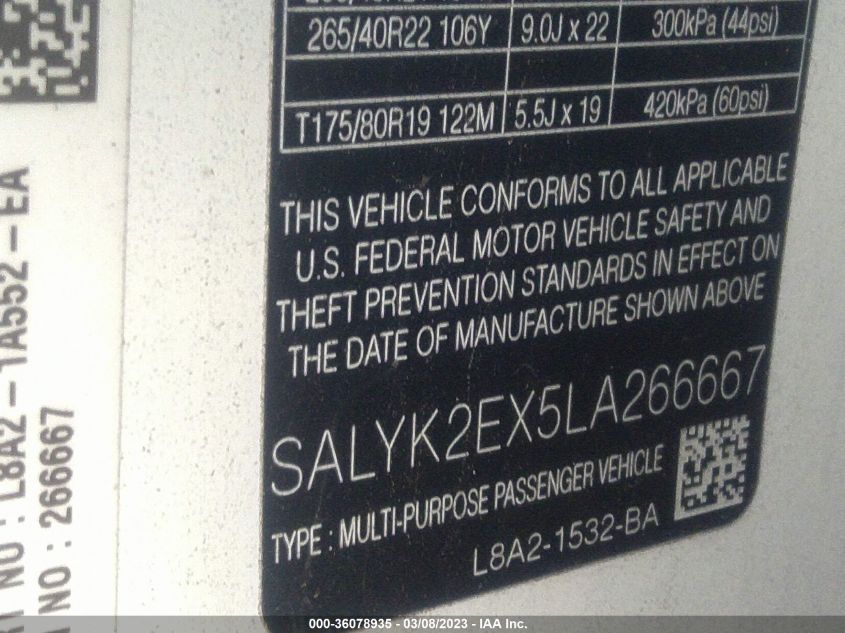 265/40R22 106Y 9.0J x 22 300kPa (44psi)
T175/80R19 122M 5.5J x 19 420kPa (60psi)
THIS VEHICLE CONFORMS TO ALL APPLICABLE
U.S. FEDERAL MOTOR VEHICLE SAFETY AND
THEFT PREVENTION STANDARDS IN EFFECT ON
THE DATE OF MANUFACTURE SHOWN ABOVE
SALYK2EX5LA266667
TYPE : MULTI-PURPOSE PASSENGER VEHICLE
L8A2-1532-BA
NO : L8A2-1A552-EA
NO : 266667
000-36078935 - 03/08/2023 - IAA Inc.